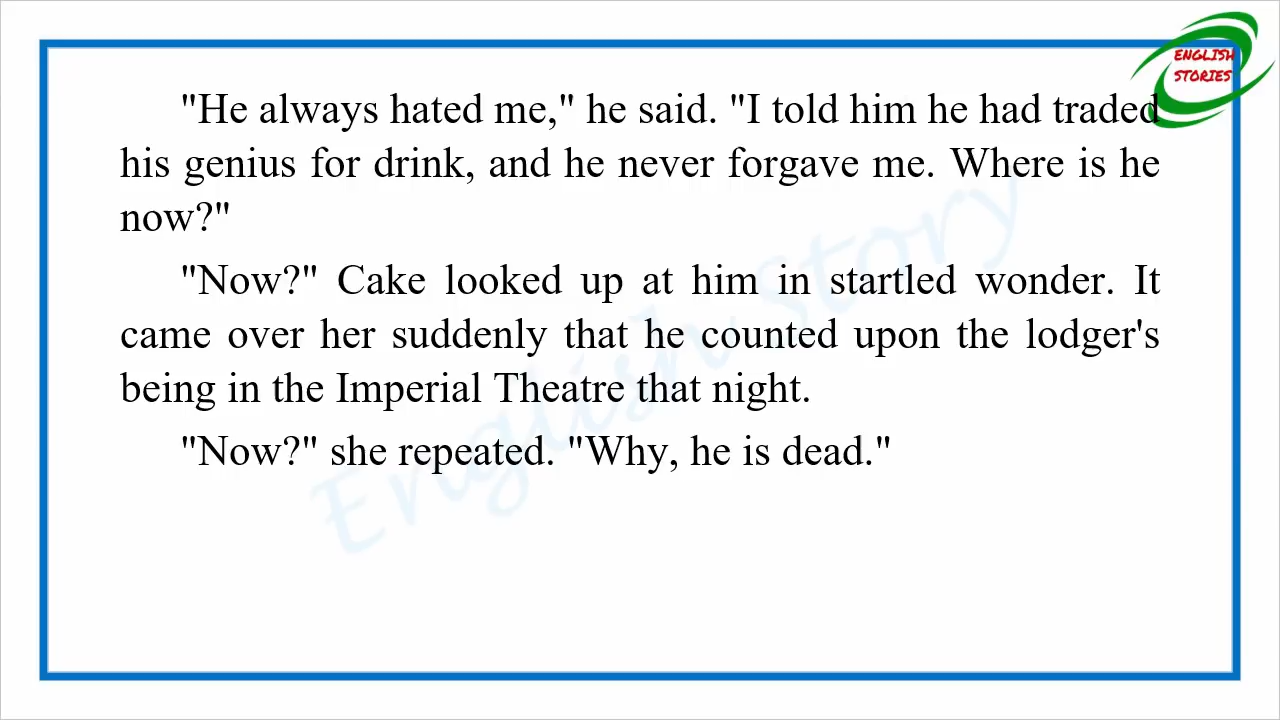 ENGLISH
STORIES
"He always hated me," he said. "I told him he had traded
his genius for drink, and he never forgave me. Where is he
now?"
"Now?" Cake looked up at him in startled wonder. It
came over her suddenly that he counted upon the lodger's
being in the Imperial Theatre that night.
"Now?" she repeated. "Why, he is dead."
English Story